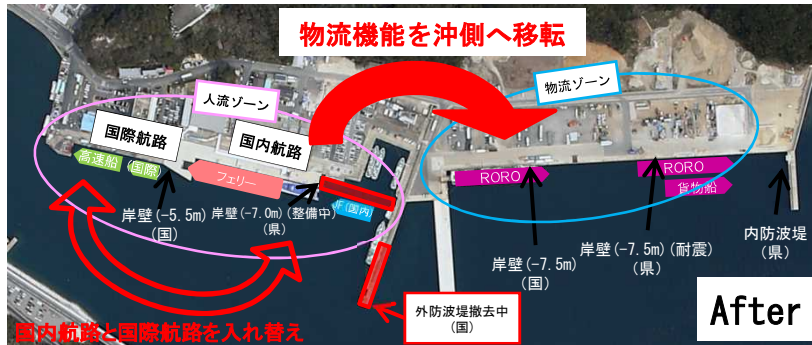 物流機能を沖側へ移転
人流ゾーン
物流ゾーン
国際航路
国内航路
高速船(国際)
フェリー
JF(国内)
RORO
RORO
貨物船
岸壁(-5.5m)
(国)
岸壁(-7.0m)(整備中)
(県)
岸壁(-7.5m)
(国)
岸壁(-7.5m)(耐震)
(県)
内防波堤
(県)
外防波堤撤去中
(国)
国内航路と国際航路を入れ替え
After